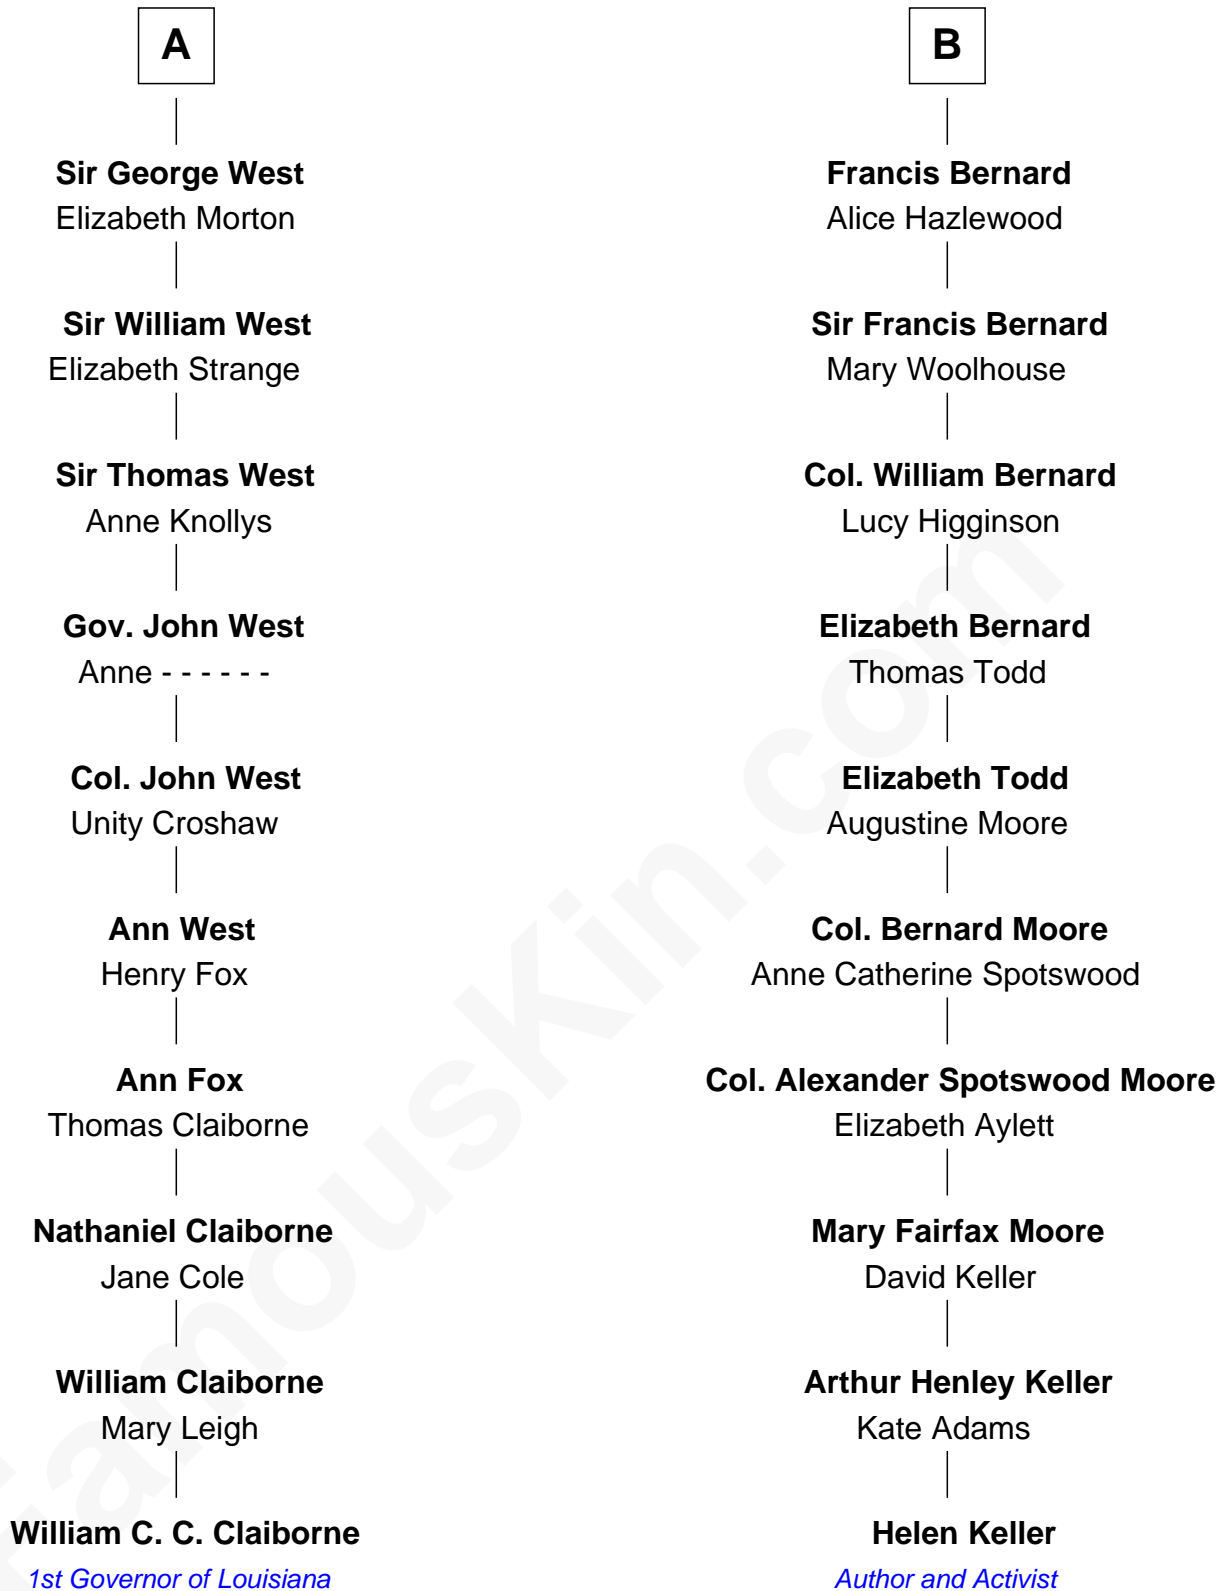 A
Sir George West
Elizabeth Morton
Sir William West
Elizabeth Strange
Sir Thomas West
Anne Knollys
Gov. John West
Anne - - - - - -
Col. John West
Unity Croshaw
Ann West
Henry Fox
Ann Fox
Thomas Claiborne
Nathaniel Claiborne
Jane Cole
William Claiborne
Mary Leigh
William C. C. Claiborne
1st Governor of Louisiana
B
Francis Bernard
Alice Hazlewood
Sir Francis Bernard
Mary Woolhouse
Col. William Bernard
Lucy Higginson
Elizabeth Bernard
Thomas Todd
Elizabeth Todd
Augustine Moore
Col. Bernard Moore
Anne Catherine Spotswood
Col. Alexander Spotswood Moore
Elizabeth Aylett
Mary Fairfax Moore
David Keller
Arthur Henley Keller
Kate Adams
Helen Keller
Author and Activist
FamousKin.com